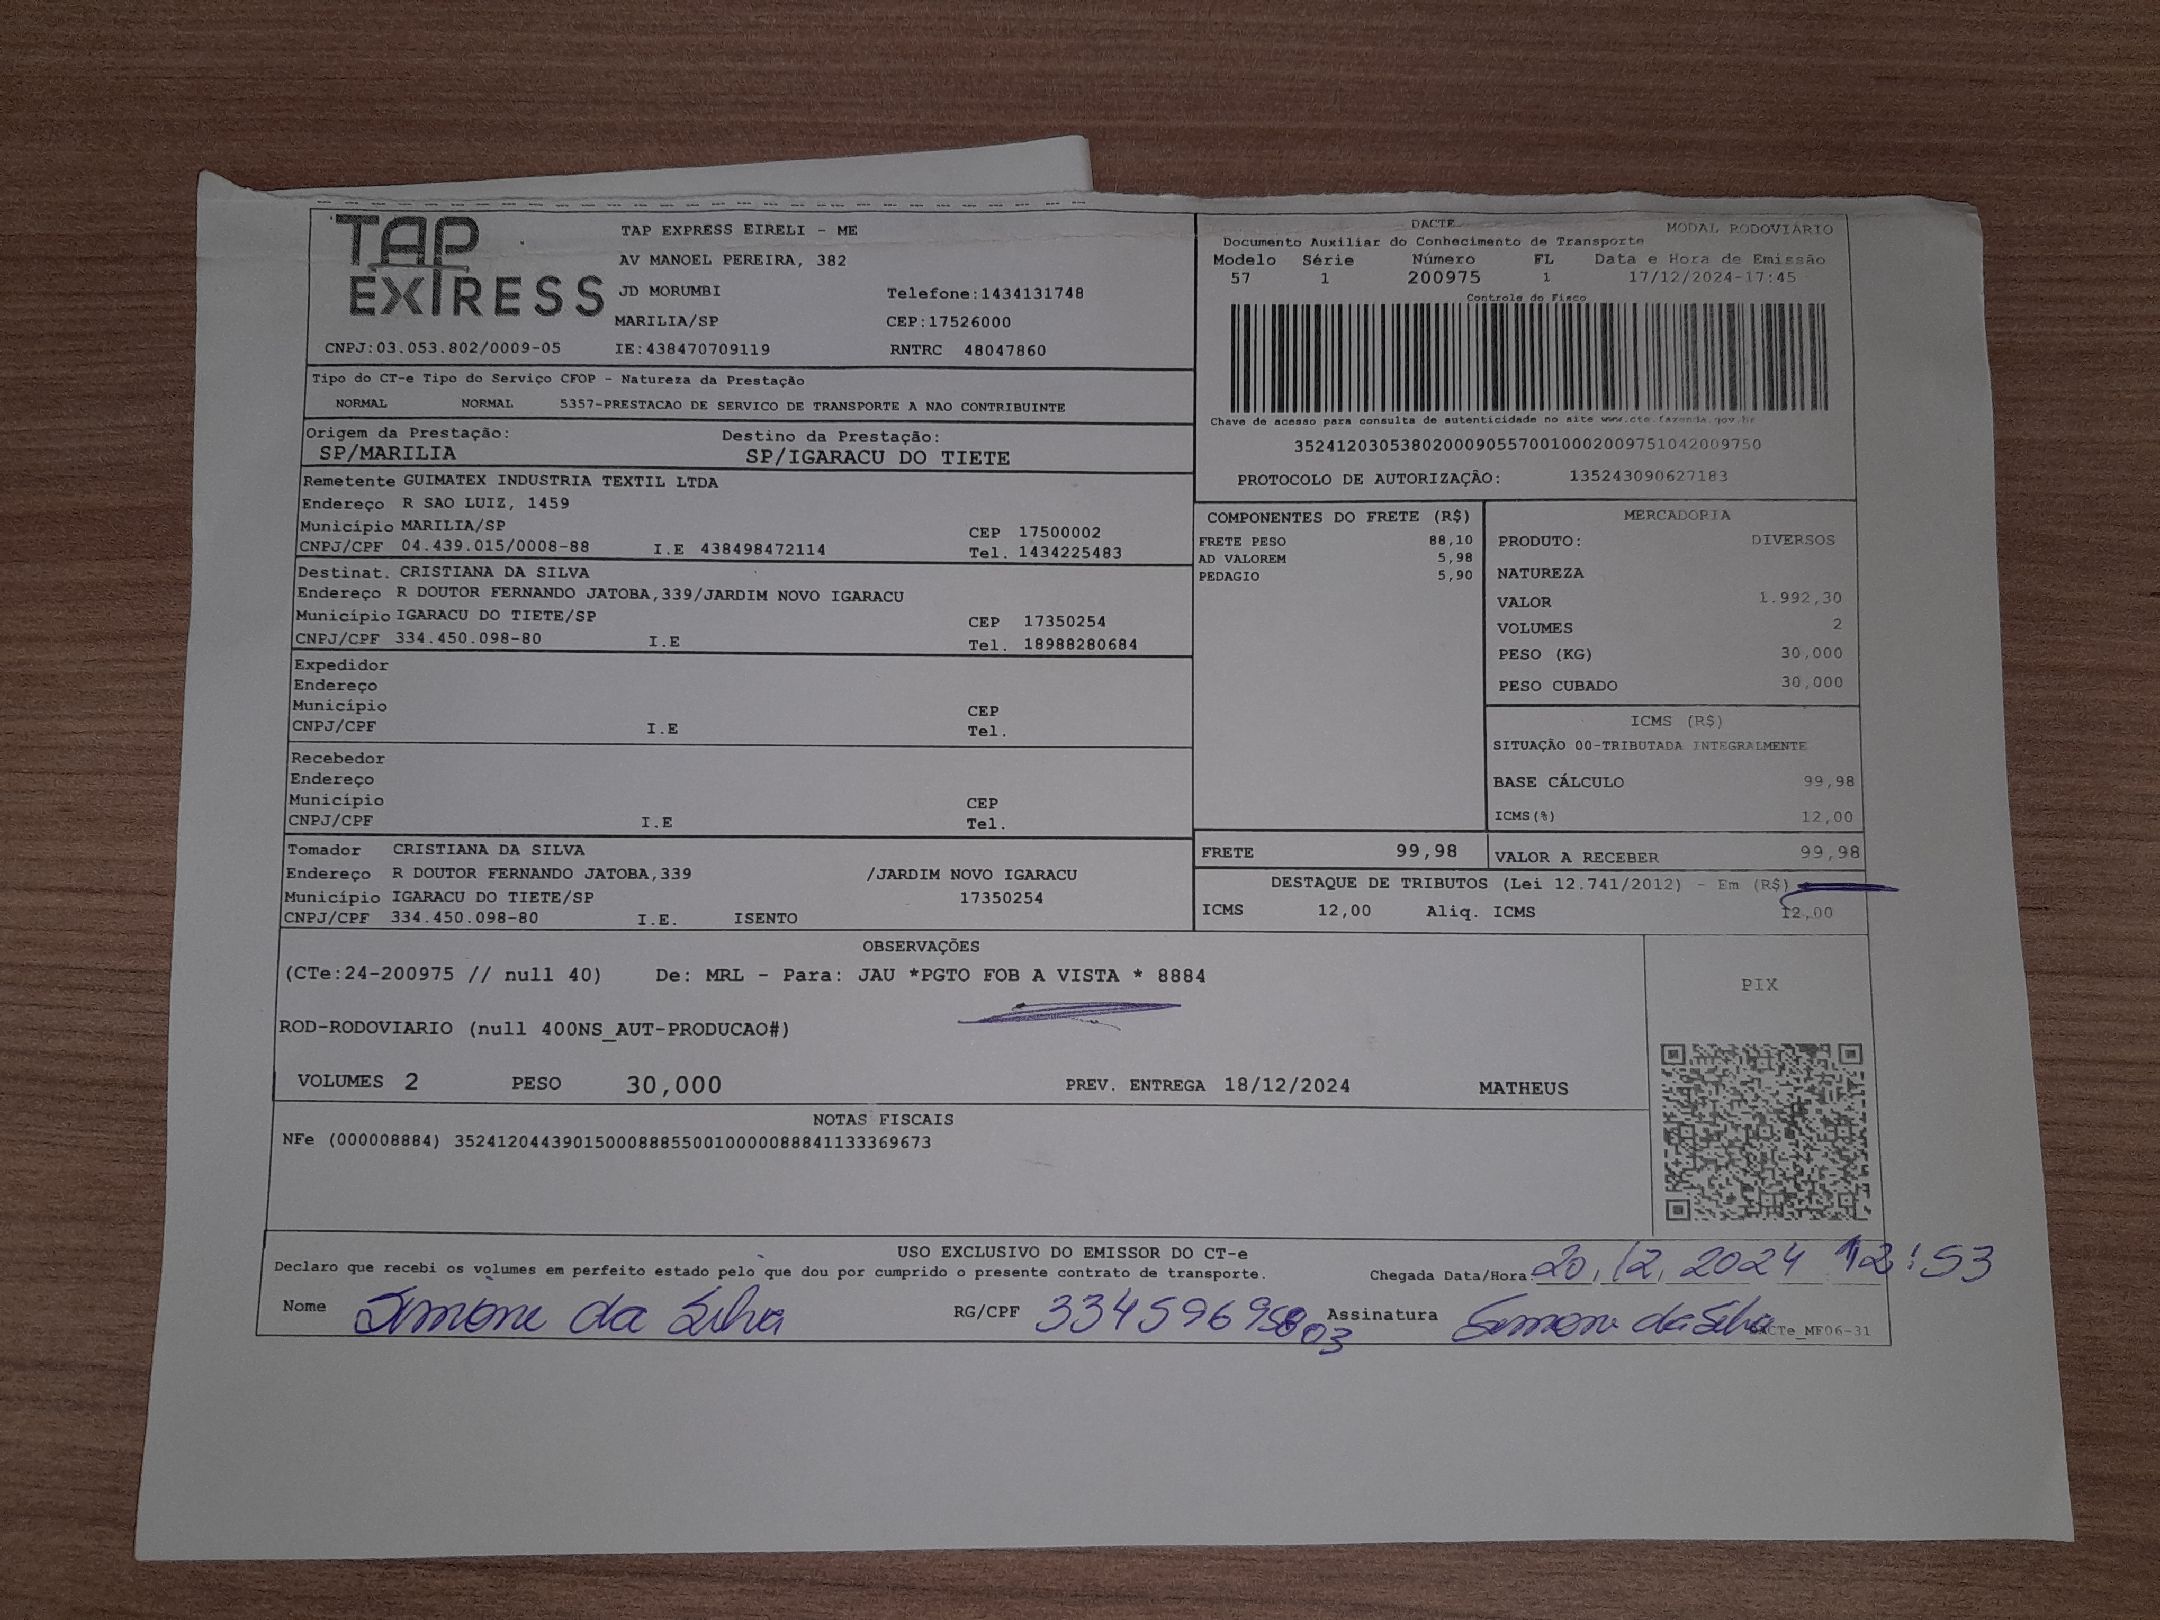 TAP EXPRESS
TAP EXPRESS EIRELI - ME
AV MANOEL PEREIRA, 382
JD MORUMBI Telefone:1434131748
MARILIA/SP CEP:17526000
CNPJ:03.053.802/0009-05 IE:438470709119 RNTRC 48047860
DACTE MODAL RODOVIÁRIO
Documento Auxiliar do Conhecimento de Transporte
Modelo Série Número FL Data e Hora de Emissão
57 1 200975 1 17/12/2024-17:45
Controle do Fisco
Chave de acesso para consulta de autenticidade no site www.cte.fazenda.gov.br
35241203053802000905570010002009751042009750
PROTOCOLO DE AUTORIZAÇÃO: 135243090627183
Tipo do CT-e Tipo do Serviço CFOP - Natureza da Prestação
NORMAL NORMAL 5357-PRESTACAO DE SERVICO DE TRANSPORTE A NAO CONTRIBUINTE
Origem da Prestação: Destino da Prestação:
SP/MARILIA SP/IGARACU DO TIETE
Remetente GUIMATEX INDUSTRIA TEXTIL LTDA
Endereço R SAO LUIZ, 1459
Município MARILIA/SP CEP 17500002
CNPJ/CPF 04.439.015/0008-88 I.E 438498472114 Tel. 1434225483
Destinat. CRISTIANA DA SILVA
Endereço R DOUTOR FERNANDO JATOBA,339/JARDIM NOVO IGARACU
Município IGARACU DO TIETE/SP CEP 17350254
CNPJ/CPF 334.450.098-80 I.E Tel. 18988280684
Expedidor
Endereço
Município CEP
CNPJ/CPF I.E Tel.
Recebedor
Endereço
Município CEP
CNPJ/CPF I.E Tel.
Tomador CRISTIANA DA SILVA
Endereço R DOUTOR FERNANDO JATOBA,339 /JARDIM NOVO IGARACU
Município IGARACU DO TIETE/SP 17350254
CNPJ/CPF 334.450.098-80 I.E. ISENTO
COMPONENTES DO FRETE (R$)
FRETE PESO 88,10
AD VALOREM 5,98
PEDAGIO 5,90
MERCADORIA
PRODUTO: DIVERSOS
NATUREZA
VALOR 1.992,30
VOLUMES 2
PESO (KG) 30,000
PESO CUBADO 30,000
ICMS (R$)
SITUAÇÃO 00-TRIBUTADA INTEGRALMENTE
BASE CÁLCULO 99,98
ICMS(%) 12,00
FRETE 99,98 VALOR A RECEBER 99,98
DESTAQUE DE TRIBUTOS (Lei 12.741/2012) - Em (R$)
ICMS 12,00 Aliq. ICMS 12,00
OBSERVAÇÕES
(CTe:24-200975 // null 40) De: MRL - Para: JAU *PGTO FOB A VISTA * 8884
ROD-RODOVIARIO (null 400NS_AUT-PRODUCAO#)
VOLUMES 2 PESO 30,000 PREV. ENTREGA 18/12/2024 MATHEUS
PIX
NOTAS FISCAIS
NFe (000008884) 35241204439015000888550010000088841133369673
USO EXCLUSIVO DO EMISSOR DO CT-e
Declaro que recebi os volumes em perfeito estado pelo que dou por cumprido o presente contrato de transporte.
Chegada Data/Hora: 20/12/2024 12:53
Nome Simone da Silva RG/CPF Assinatura Simone da Silva
DACTe_MF06-31